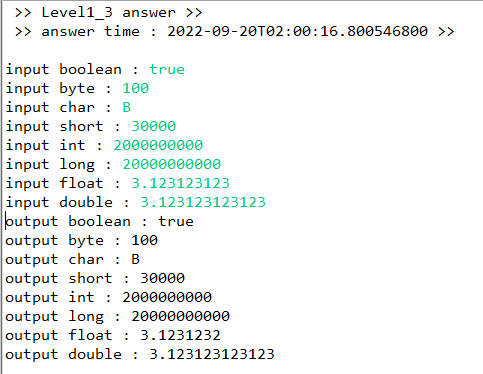 >> Level1_3 answer >>
>> answer time : 2022-09-20T02:00:16.800546800 >>
input boolean : true
input byte : 100
input char : B
input short : 30000
input int : 2000000000
input long : 20000000000
input float : 3.123123123
input double : 3.123123123123
output boolean : true
output byte : 100
output char : B
output short : 30000
output int : 2000000000
output long : 20000000000
output float : 3.1231232
output double : 3.123123123123